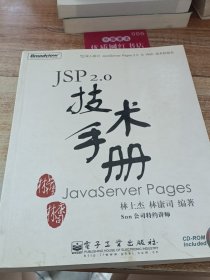 Broadview
JSP 2.0
技术
手册
JavaServer Pages
林上杰 林康司 编著
Sun公司特约讲师
电子工业出版社
CD-ROM